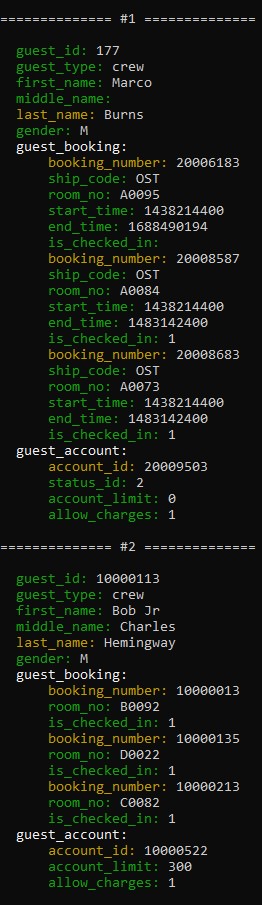 ============== #1 ==============
guest_id: 177
guest_type: crew
first_name: Marco
middle_name:
last_name: Burns
gender: M
guest_booking:
booking_number: 20006183
ship_code: OST
room_no: A0095
start_time: 1438214400
end_time: 1688490194
is_checked_in:
booking_number: 20008587
ship_code: OST
room_no: A0084
start_time: 1438214400
end_time: 1483142400
is_checked_in: 1
booking_number: 20008683
ship_code: OST
room_no: A0073
start_time: 1438214400
end_time: 1483142400
is_checked_in: 1
guest_account:
account_id: 20009503
status_id: 2
account_limit: 0
allow_charges: 1
============== #2 ==============
guest_id: 10000113
guest_type: crew
first_name: Bob Jr
middle_name: Charles
last_name: Hemingway
gender: M
guest_booking:
booking_number: 10000013
room_no: B0092
is_checked_in: 1
booking_number: 10000135
room_no: D0022
is_checked_in: 1
booking_number: 10000213
room_no: C0082
is_checked_in: 1
guest_account:
account_id: 10000522
account_limit: 300
allow_charges: 1